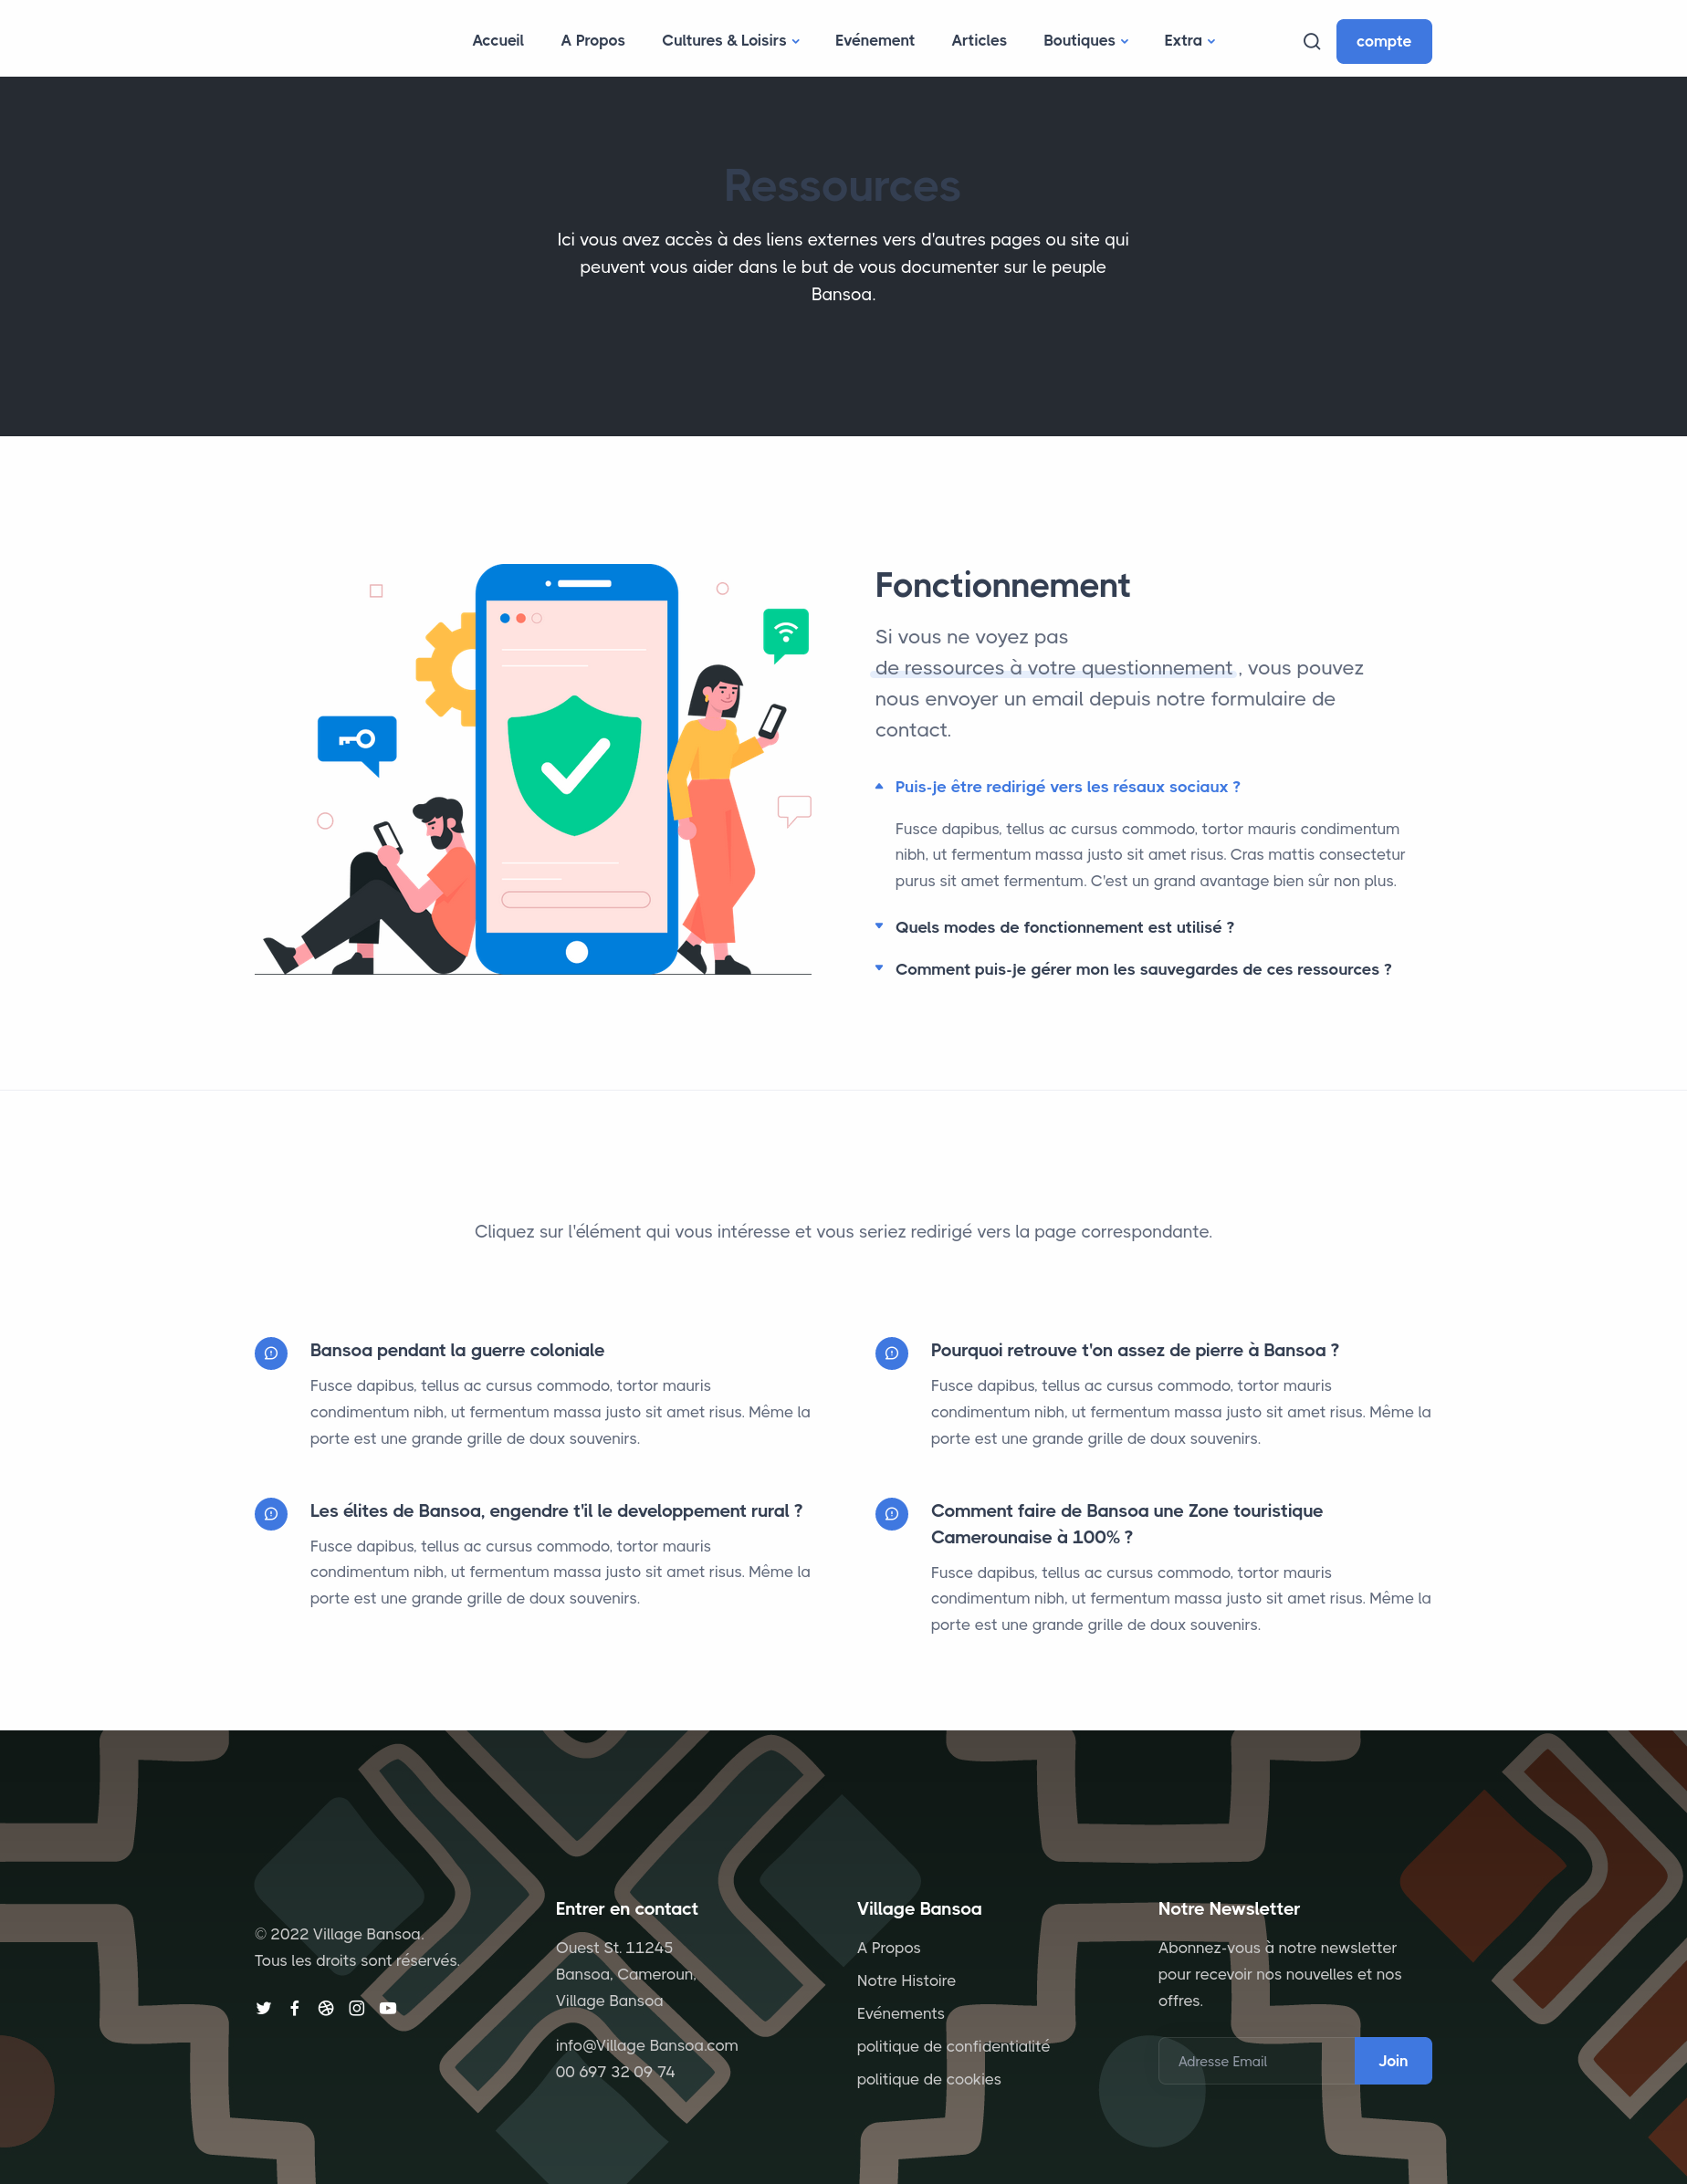 Accueil A Propos Cultures & Loisirs Evénement Articles Boutiques Extra compte
Ressources
Ici vous avez accès à des liens externes vers d'autres pages ou site qui
peuvent vous aider dans le but de vous documenter sur le peuple
Bansoa.
Fonctionnement
Si vous ne voyez pas
de ressources à votre questionnement , vous pouvez
nous envoyer un email depuis notre formulaire de
contact.
Puis-je être redirigé vers les résaux sociaux ?
Fusce dapibus, tellus ac cursus commodo, tortor mauris condimentum
nibh, ut fermentum massa justo sit amet risus. Cras mattis consectetur
purus sit amet fermentum. C'est un grand avantage bien sûr non plus.
Quels modes de fonctionnement est utilisé ?
Comment puis-je gérer mon les sauvegardes de ces ressources ?
Cliquez sur l'élément qui vous intéresse et vous seriez redirigé vers la page correspondante.
Bansoa pendant la guerre coloniale
Fusce dapibus, tellus ac cursus commodo, tortor mauris
condimentum nibh, ut fermentum massa justo sit amet risus. Même la
porte est une grande grille de doux souvenirs.
Pourquoi retrouve t'on assez de pierre à Bansoa ?
Fusce dapibus, tellus ac cursus commodo, tortor mauris
condimentum nibh, ut fermentum massa justo sit amet risus. Même la
porte est une grande grille de doux souvenirs.
Les élites de Bansoa, engendre t'il le developpement rural ?
Fusce dapibus, tellus ac cursus commodo, tortor mauris
condimentum nibh, ut fermentum massa justo sit amet risus. Même la
porte est une grande grille de doux souvenirs.
Comment faire de Bansoa une Zone touristique
Camerounaise à 100% ?
Fusce dapibus, tellus ac cursus commodo, tortor mauris
condimentum nibh, ut fermentum massa justo sit amet risus. Même la
porte est une grande grille de doux souvenirs.
© 2022 Village Bansoa.
Tous les droits sont réservés.
Entrer en contact
Ouest St. 11245
Bansoa, Cameroun,
Village Bansoa
info@Village Bansoa.com
00 697 32 09 74
Village Bansoa
A Propos
Notre Histoire
Evénements
politique de confidentialité
politique de cookies
Notre Newsletter
Abonnez-vous à notre newsletter
pour recevoir nos nouvelles et nos
offres.
Adresse Email Join